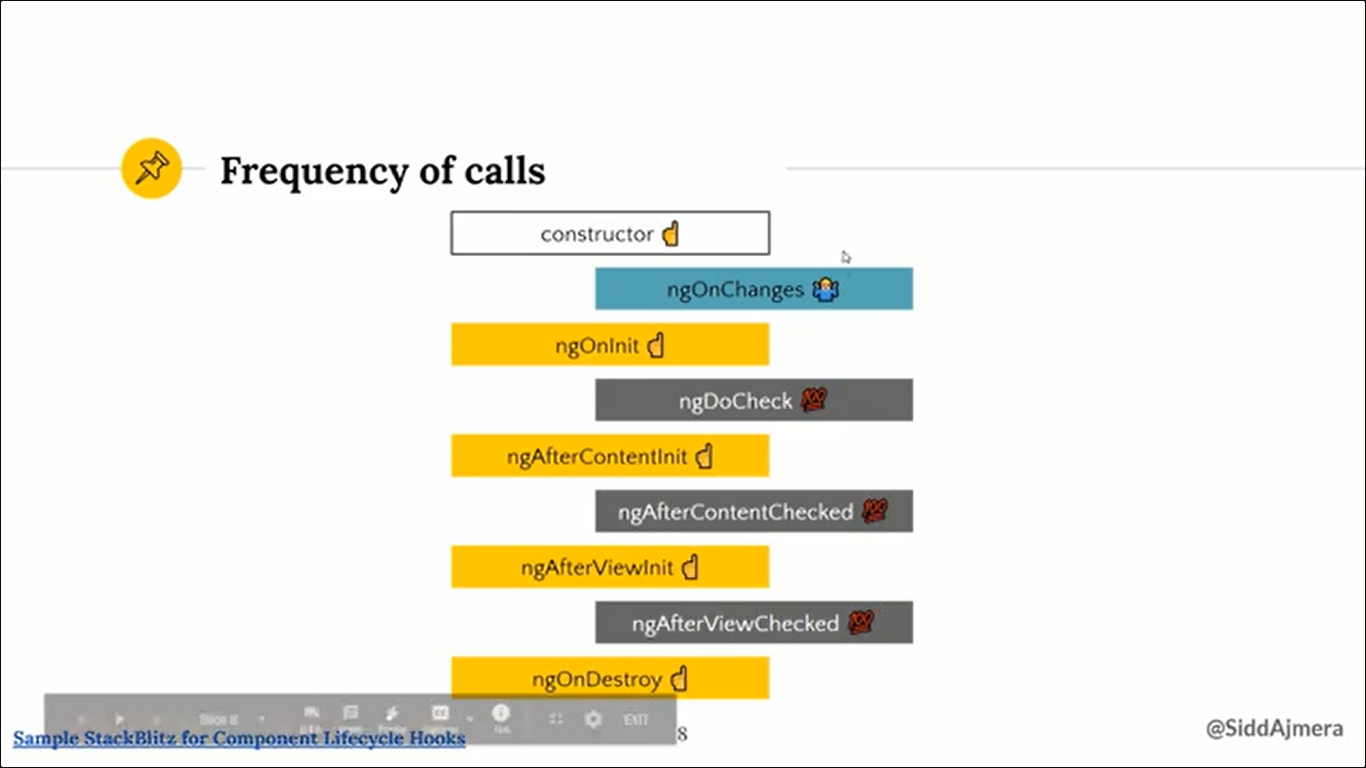 Frequency of calls
constructor ☝
ngOnChanges 🤷‍♂️
ngOnInit ☝
ngDoCheck 💯
ngAfterContentInit ☝
ngAfterContentChecked 💯
ngAfterViewInit ☝
ngAfterViewChecked 💯
ngOnDestroy ☝
Slide 8
EXIT
Sample StackBlitz for Component Lifecycle Hooks
8
@SiddAjmera